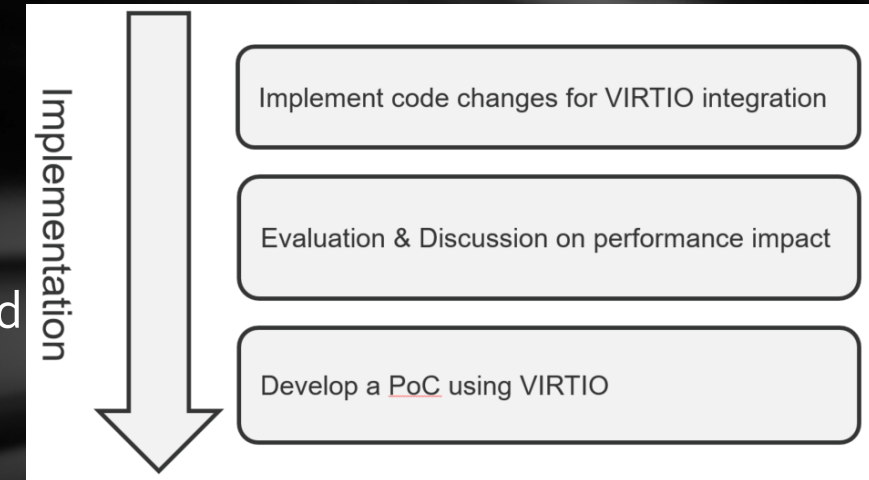 Implementation
Implement code changes for VIRTIO integration
Evaluation & Discussion on performance impact
Develop a PoC using VIRTIO
d